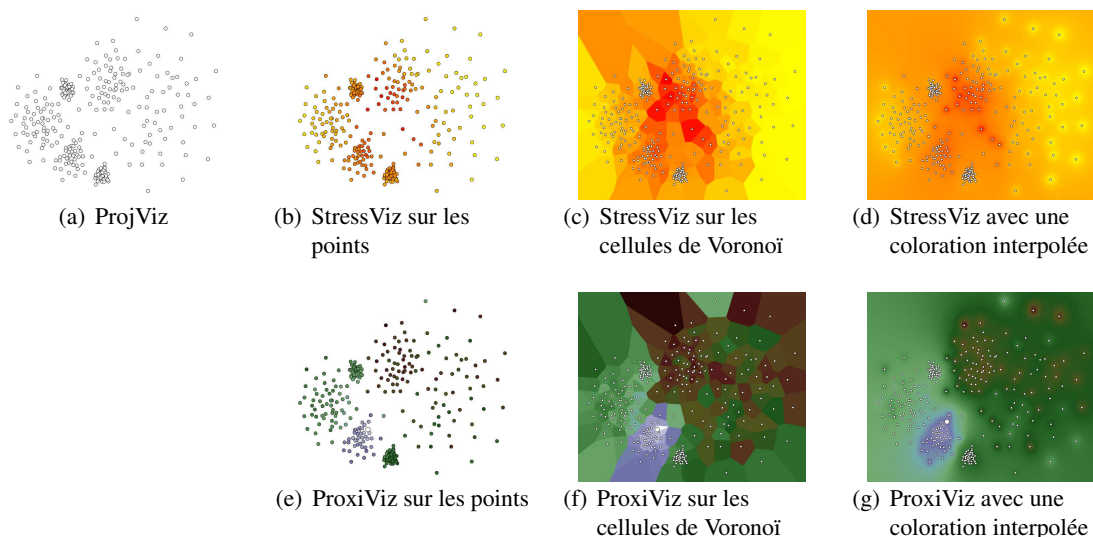 (a) ProjViz
(b) StressViz sur les
points
(c) StressViz sur les
cellules de Voronoï
(d) StressViz avec une
coloration interpolée
(e) ProxiViz sur les points
(f) ProxiViz sur les
cellules de Voronoï
(g) ProxiViz avec une
coloration interpolée